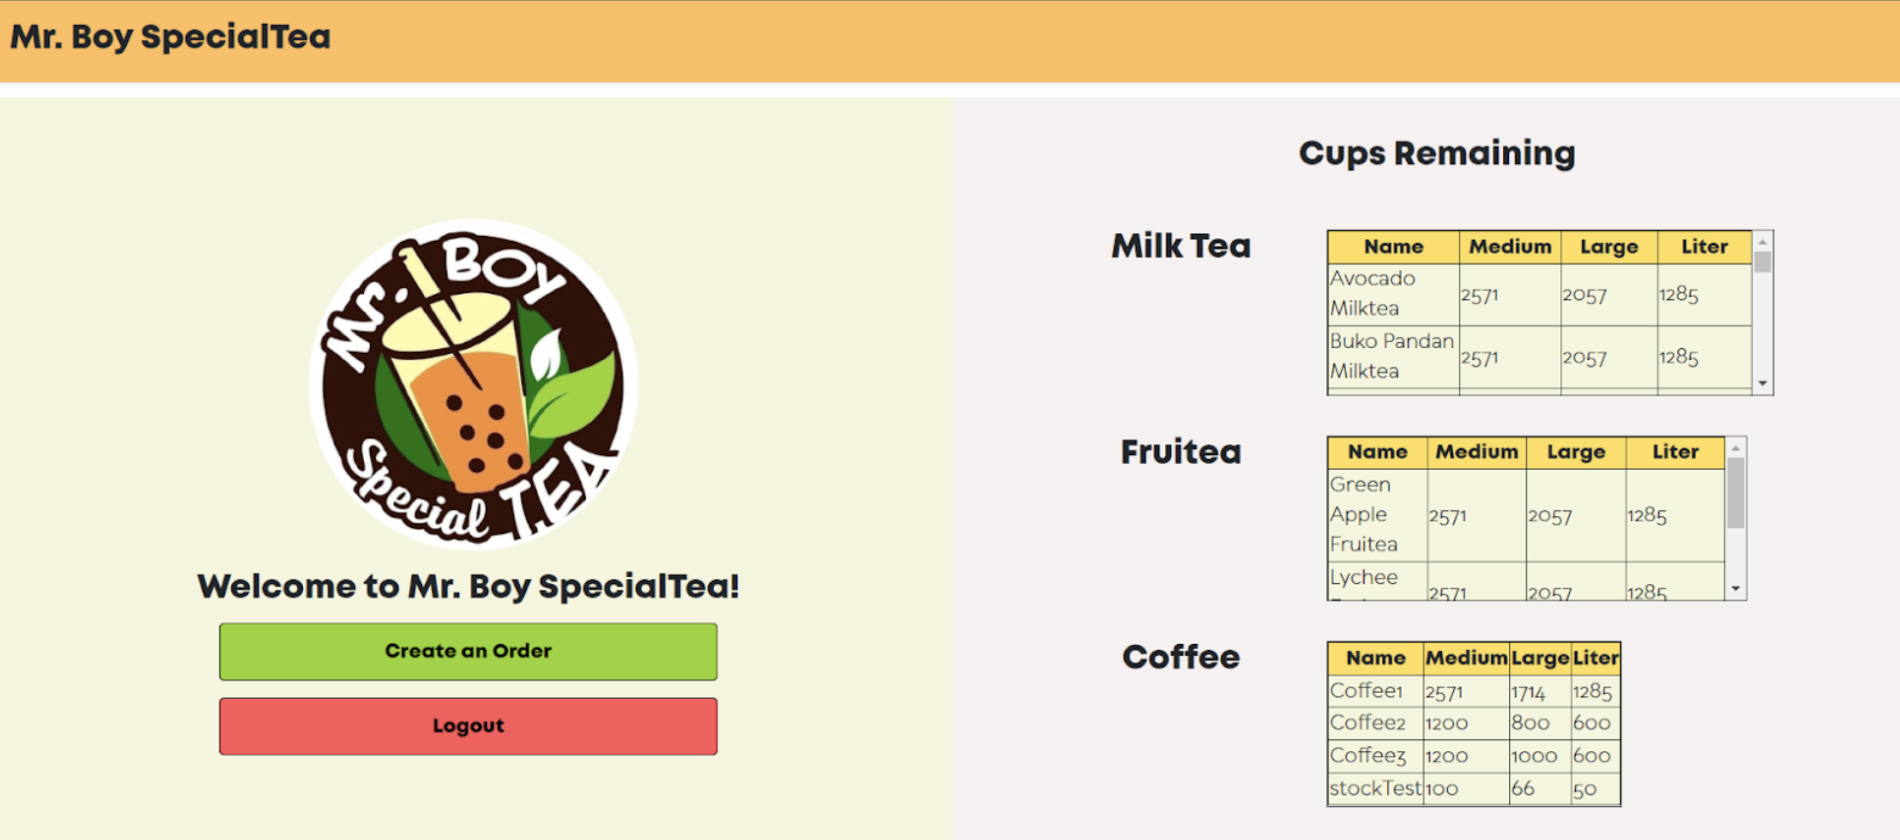 Mr. Boy SpecialTea
Mr. BOY
Special TEA
Welcome to Mr. Boy SpecialTea!
Create an Order
Logout
Cups Remaining
Milk Tea
Name Medium Large Liter
Avocado
Milktea 2571 2057 1285
Buko Pandan
Milktea 2571 2057 1285
Fruitea
Name Medium Large Liter
Green
Apple 2571 2057 1285
Fruitea
Lychee
2571 2057 1285
Coffee
Name Medium Large Liter
Coffee1 2571 1714 1285
Coffee2 1200 800 600
Coffee3 1200 1000 600
stockTest 100 66 50